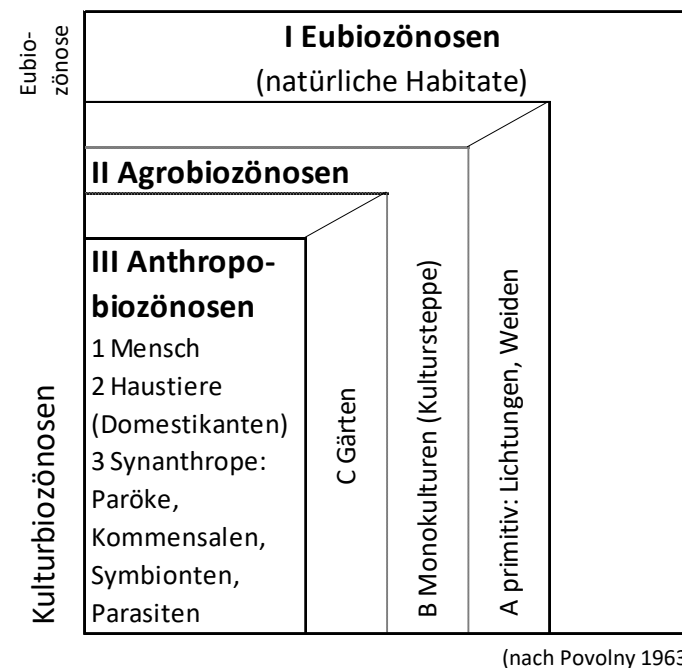 Eubio-
zönose
I Eubiozönosen
(natürliche Habitate)
II Agrobiozönosen
III Anthropo-
biozönosen
1 Mensch
2 Haustiere
(Domestikanten)
3 Synanthrope:
Paröke,
Kommensalen,
Symbionten,
Parasiten
C Gärten
B Monokulturen (Kultursteppe)
A primitiv: Lichtungen, Weiden
Kulturbiozönosen
(nach Povolny 1963